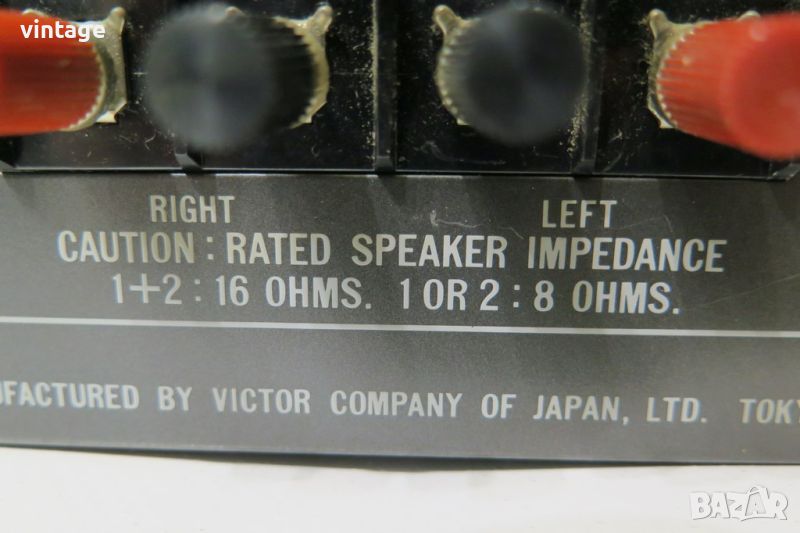 vintage
RIGHT LEFT
CAUTION : RATED SPEAKER IMPEDANCE
1+2 : 16 OHMS. 1 OR 2 : 8 OHMS.
UFACTURED BY VICTOR COMPANY OF JAPAN, LTD. TOKY
BAZAR